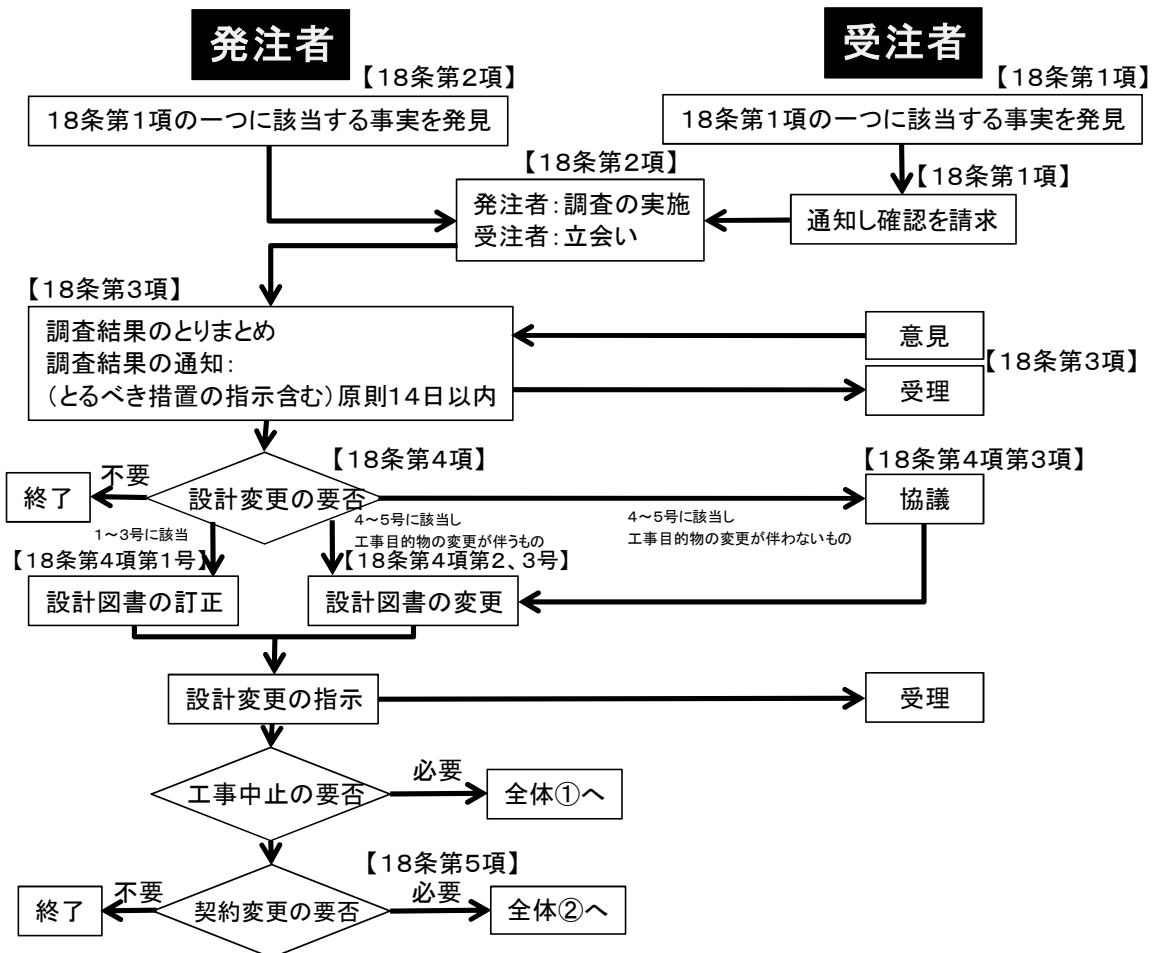 発注者
受注者
【18条第2項】
【18条第1項】
18条第1項の一つに該当する事実を発見
18条第1項の一つに該当する事実を発見
【18条第2項】
【18条第1項】
発注者:調査の実施
受注者:立会い
通知し確認を請求
【18条第3項】
調査結果のとりまとめ
調査結果の通知:
(とるべき措置の指示含む)原則14日以内
意見
【18条第3項】
受理
【18条第4項】
【18条第4項第3項】
終了
不要
設計変更の要否
協議
1~3号に該当
4~5号に該当し
工事目的物の変更が伴うもの
4~5号に該当し
工事目的物の変更が伴わないもの
【18条第4項第1号】
【18条第4項第2、3号】
設計図書の訂正
設計図書の変更
設計変更の指示
受理
工事中止の要否
必要
全体①へ
【18条第5項】
終了
不要
契約変更の要否
必要
全体②へ